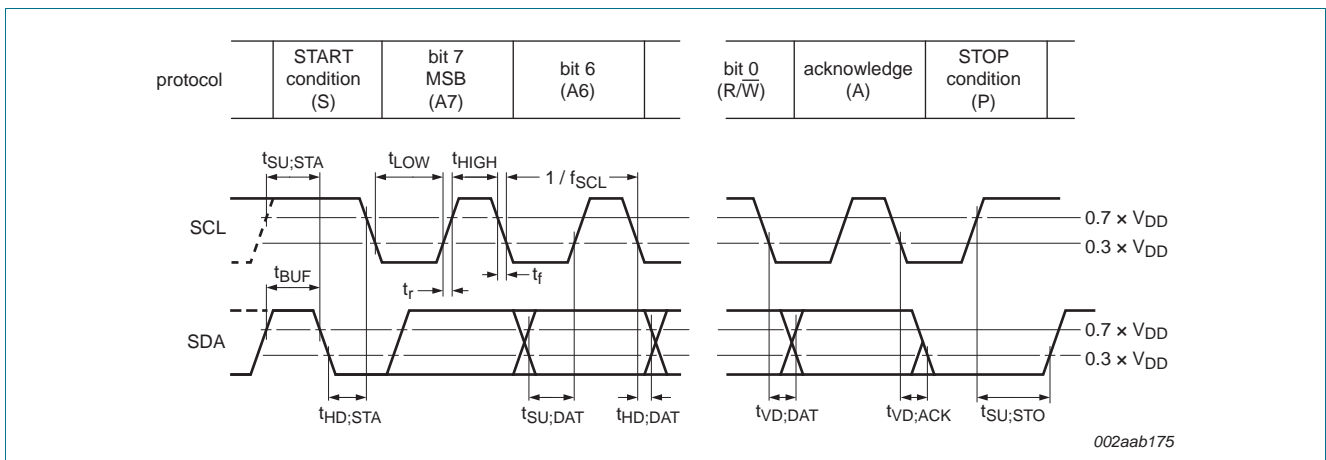 protocol
START
condition
(S)
bit 7
MSB
(A7)
bit 6
(A6)
bit 0
(R/W̅)
acknowledge
(A)
STOP
condition
(P)
tSU;STA
tLOW
tHIGH
1 / fSCL
SCL
0.7 × VDD
0.3 × VDD
tBUF
tr
tf
SDA
0.7 × VDD
0.3 × VDD
tHD;STA
tSU;DAT
tHD;DAT
tVD;DAT
tVD;ACK
tSU;STO
002aab175